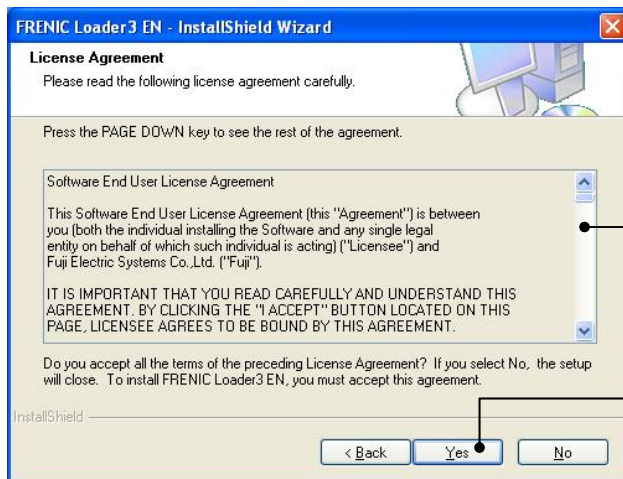 FRENIC Loader3 EN - InstallShield Wizard
License Agreement
Please read the following license agreement carefully.
Press the PAGE DOWN key to see the rest of the agreement.
Software End User License Agreement
This Software End User License Agreement (this "Agreement") is between
you (both the individual installing the Software and any single legal
entity on behalf of which such individual is acting) ("Licensee") and
Fuji Electric Systems Co.,Ltd. ("Fuji").
IT IS IMPORTANT THAT YOU READ CAREFULLY AND UNDERSTAND THIS
AGREEMENT. BY CLICKING THE "I ACCEPT" BUTTON LOCATED ON THIS
PAGE, LICENSEE AGREES TO BE BOUND BY THIS AGREEMENT.
Do you accept all the terms of the preceding License Agreement? If you select No, the setup
will close. To install FRENIC Loader3 EN, you must accept this agreement.
InstallShield
< Back Yes No